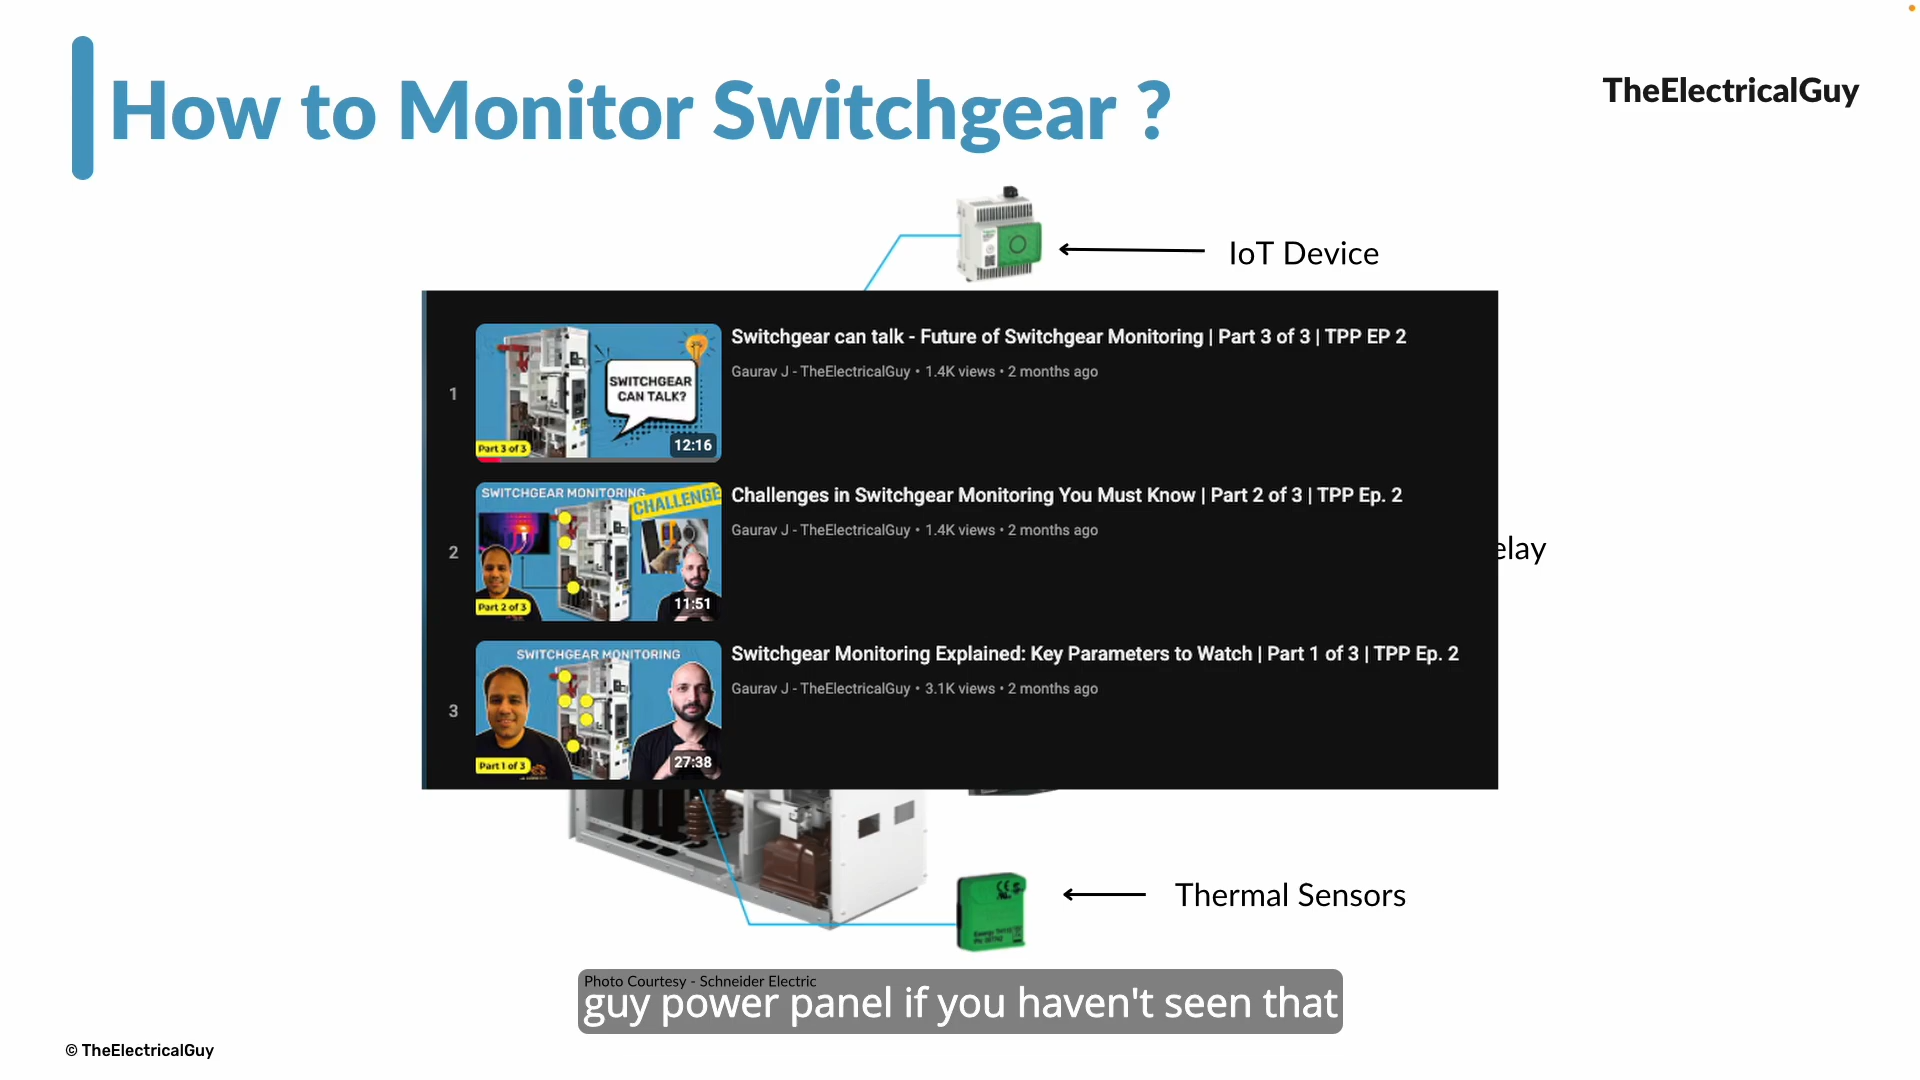 How to Monitor Switchgear ?
TheElectricalGuy
IoT Device
1
SWITCHGEAR
CAN TALK?
Part 3 of 3
12:16
Switchgear can talk - Future of Switchgear Monitoring | Part 3 of 3 | TPP EP 2
Gaurav J - TheElectricalGuy • 1.4K views • 2 months ago
2
SWITCHGEAR MONITORING
CHALLENGE
Part 2 of 3
11:51
Challenges in Switchgear Monitoring You Must Know | Part 2 of 3 | TPP Ep. 2
Gaurav J - TheElectricalGuy • 1.4K views • 2 months ago
elay
3
SWITCHGEAR MONITORING
Part 1 of 3
27:38
Switchgear Monitoring Explained: Key Parameters to Watch | Part 1 of 3 | TPP Ep. 2
Gaurav J - TheElectricalGuy • 3.1K views • 2 months ago
Thermal Sensors
Photo Courtesy - Schneider Electric
guy power panel if you haven't seen that
© TheElectricalGuy